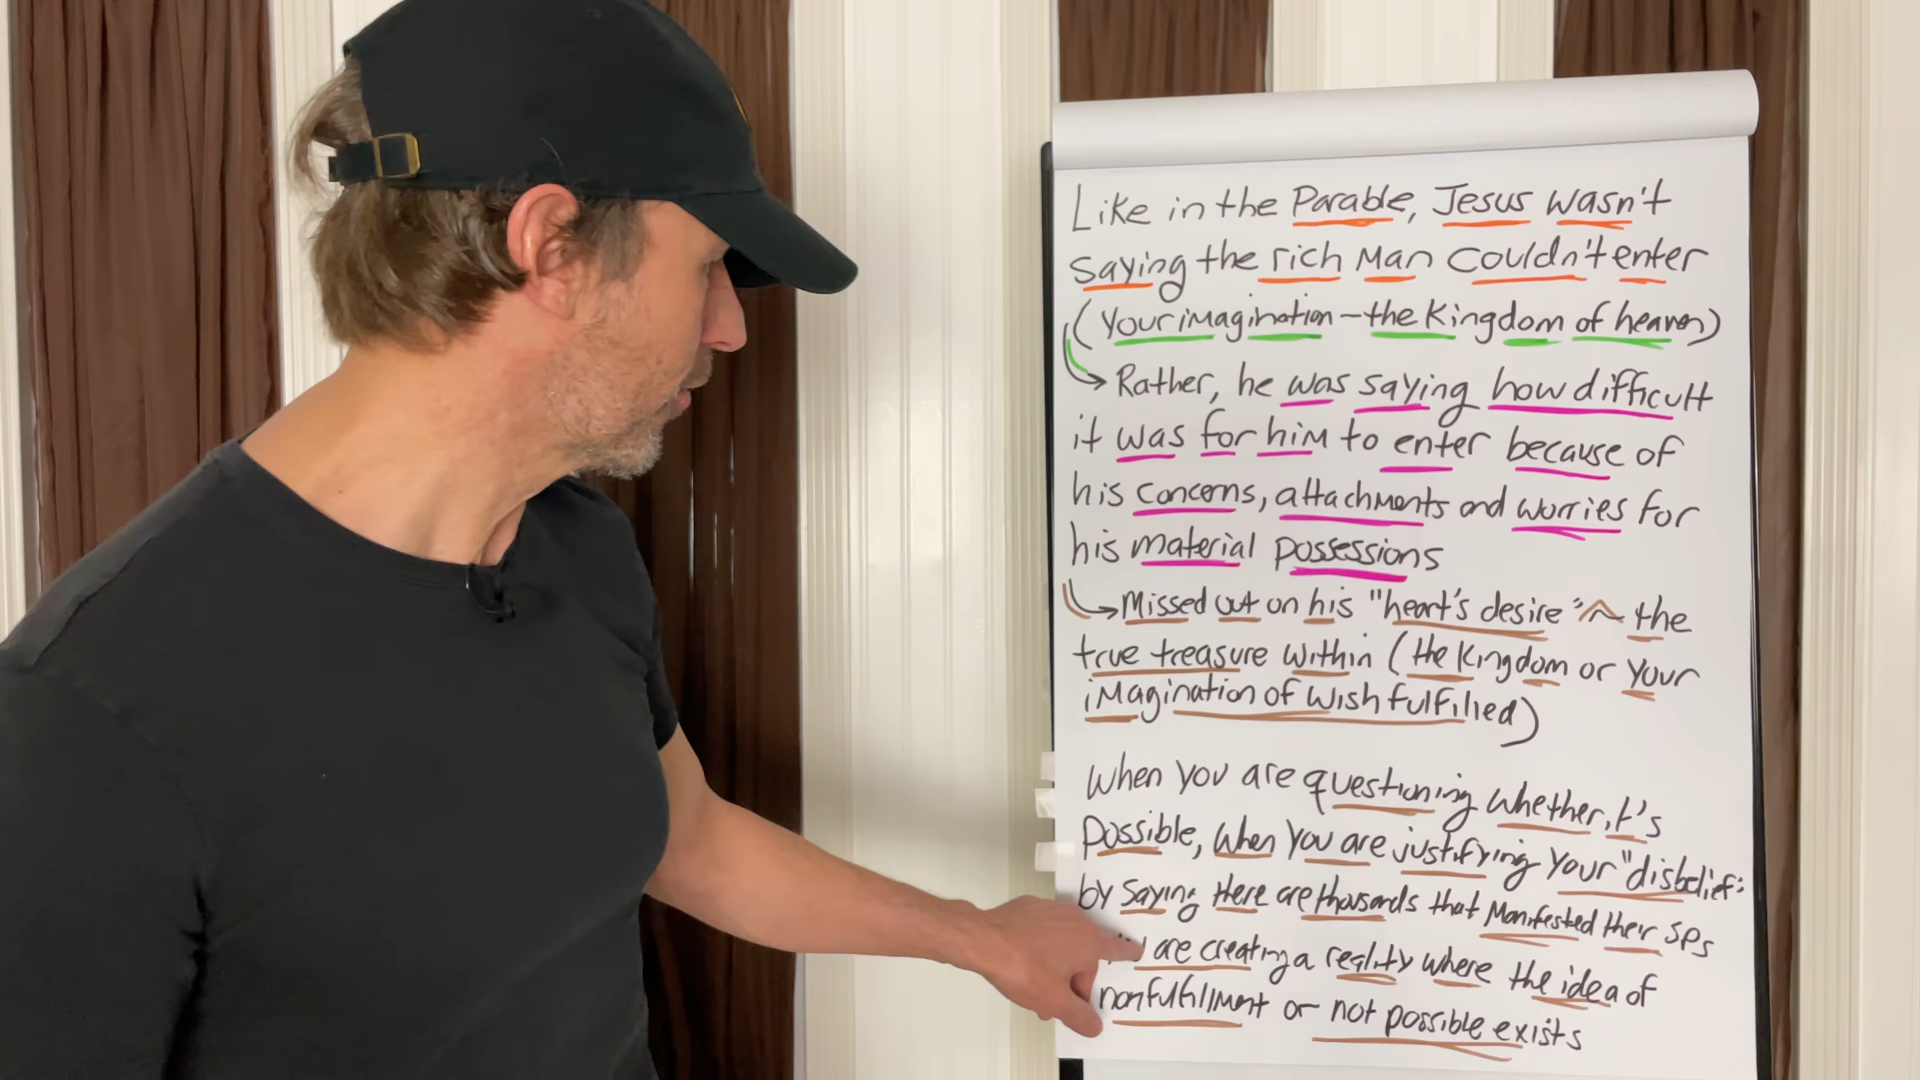 Like in the Parable, Jesus wasn't
saying the rich Man Couldn't enter
(Your imagination - the Kingdom of heaven)
Rather, he was saying how difficult
it was for him to enter because of
his concerns, attachments and worries for
his material possessions
Missed out on his "heart's desire" ~ the
true treasure within (the Kingdom or your
imagination of wish fulfilled)
When you are questioning whether it's
Possible, when you are justifying your "disbelief"
by saying there are thousands that Manifested their SPs
are creating a reality where the idea of
nonfulfillment or not possible exists